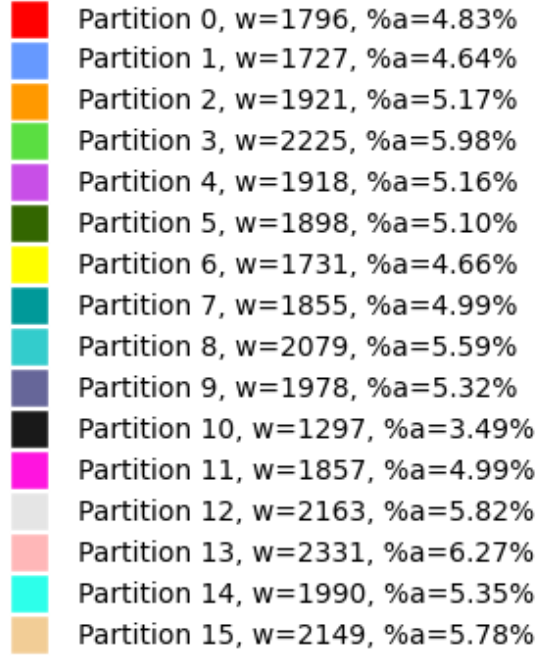 Partition 0, w=1796, %a=4.83%
Partition 1, w=1727, %a=4.64%
Partition 2, w=1921, %a=5.17%
Partition 3, w=2225, %a=5.98%
Partition 4, w=1918, %a=5.16%
Partition 5, w=1898, %a=5.10%
Partition 6, w=1731, %a=4.66%
Partition 7, w=1855, %a=4.99%
Partition 8, w=2079, %a=5.59%
Partition 9, w=1978, %a=5.32%
Partition 10, w=1297, %a=3.49%
Partition 11, w=1857, %a=4.99%
Partition 12, w=2163, %a=5.82%
Partition 13, w=2331, %a=6.27%
Partition 14, w=1990, %a=5.35%
Partition 15, w=2149, %a=5.78%